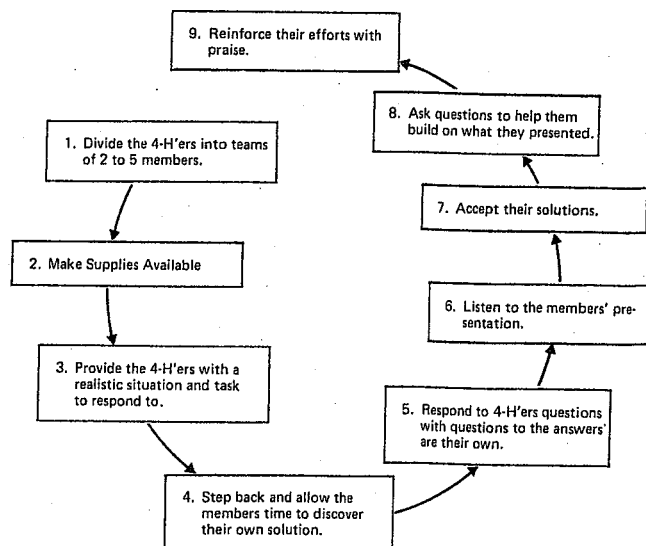 1. Divide the 4-H'ers into teams
of 2 to 5 members.
2. Make Supplies Available
3. Provide the 4-H'ers with a
realistic situation and task
to respond to.
4. Step back and allow the
members time to discover
their own solution.
5. Respond to 4-H'ers questions
with questions to the answers
are their own.
6. Listen to the members' pre-
sentation.
7. Accept their solutions.
8. Ask questions to help them
build on what they presented.
9. Reinforce their efforts with
praise.